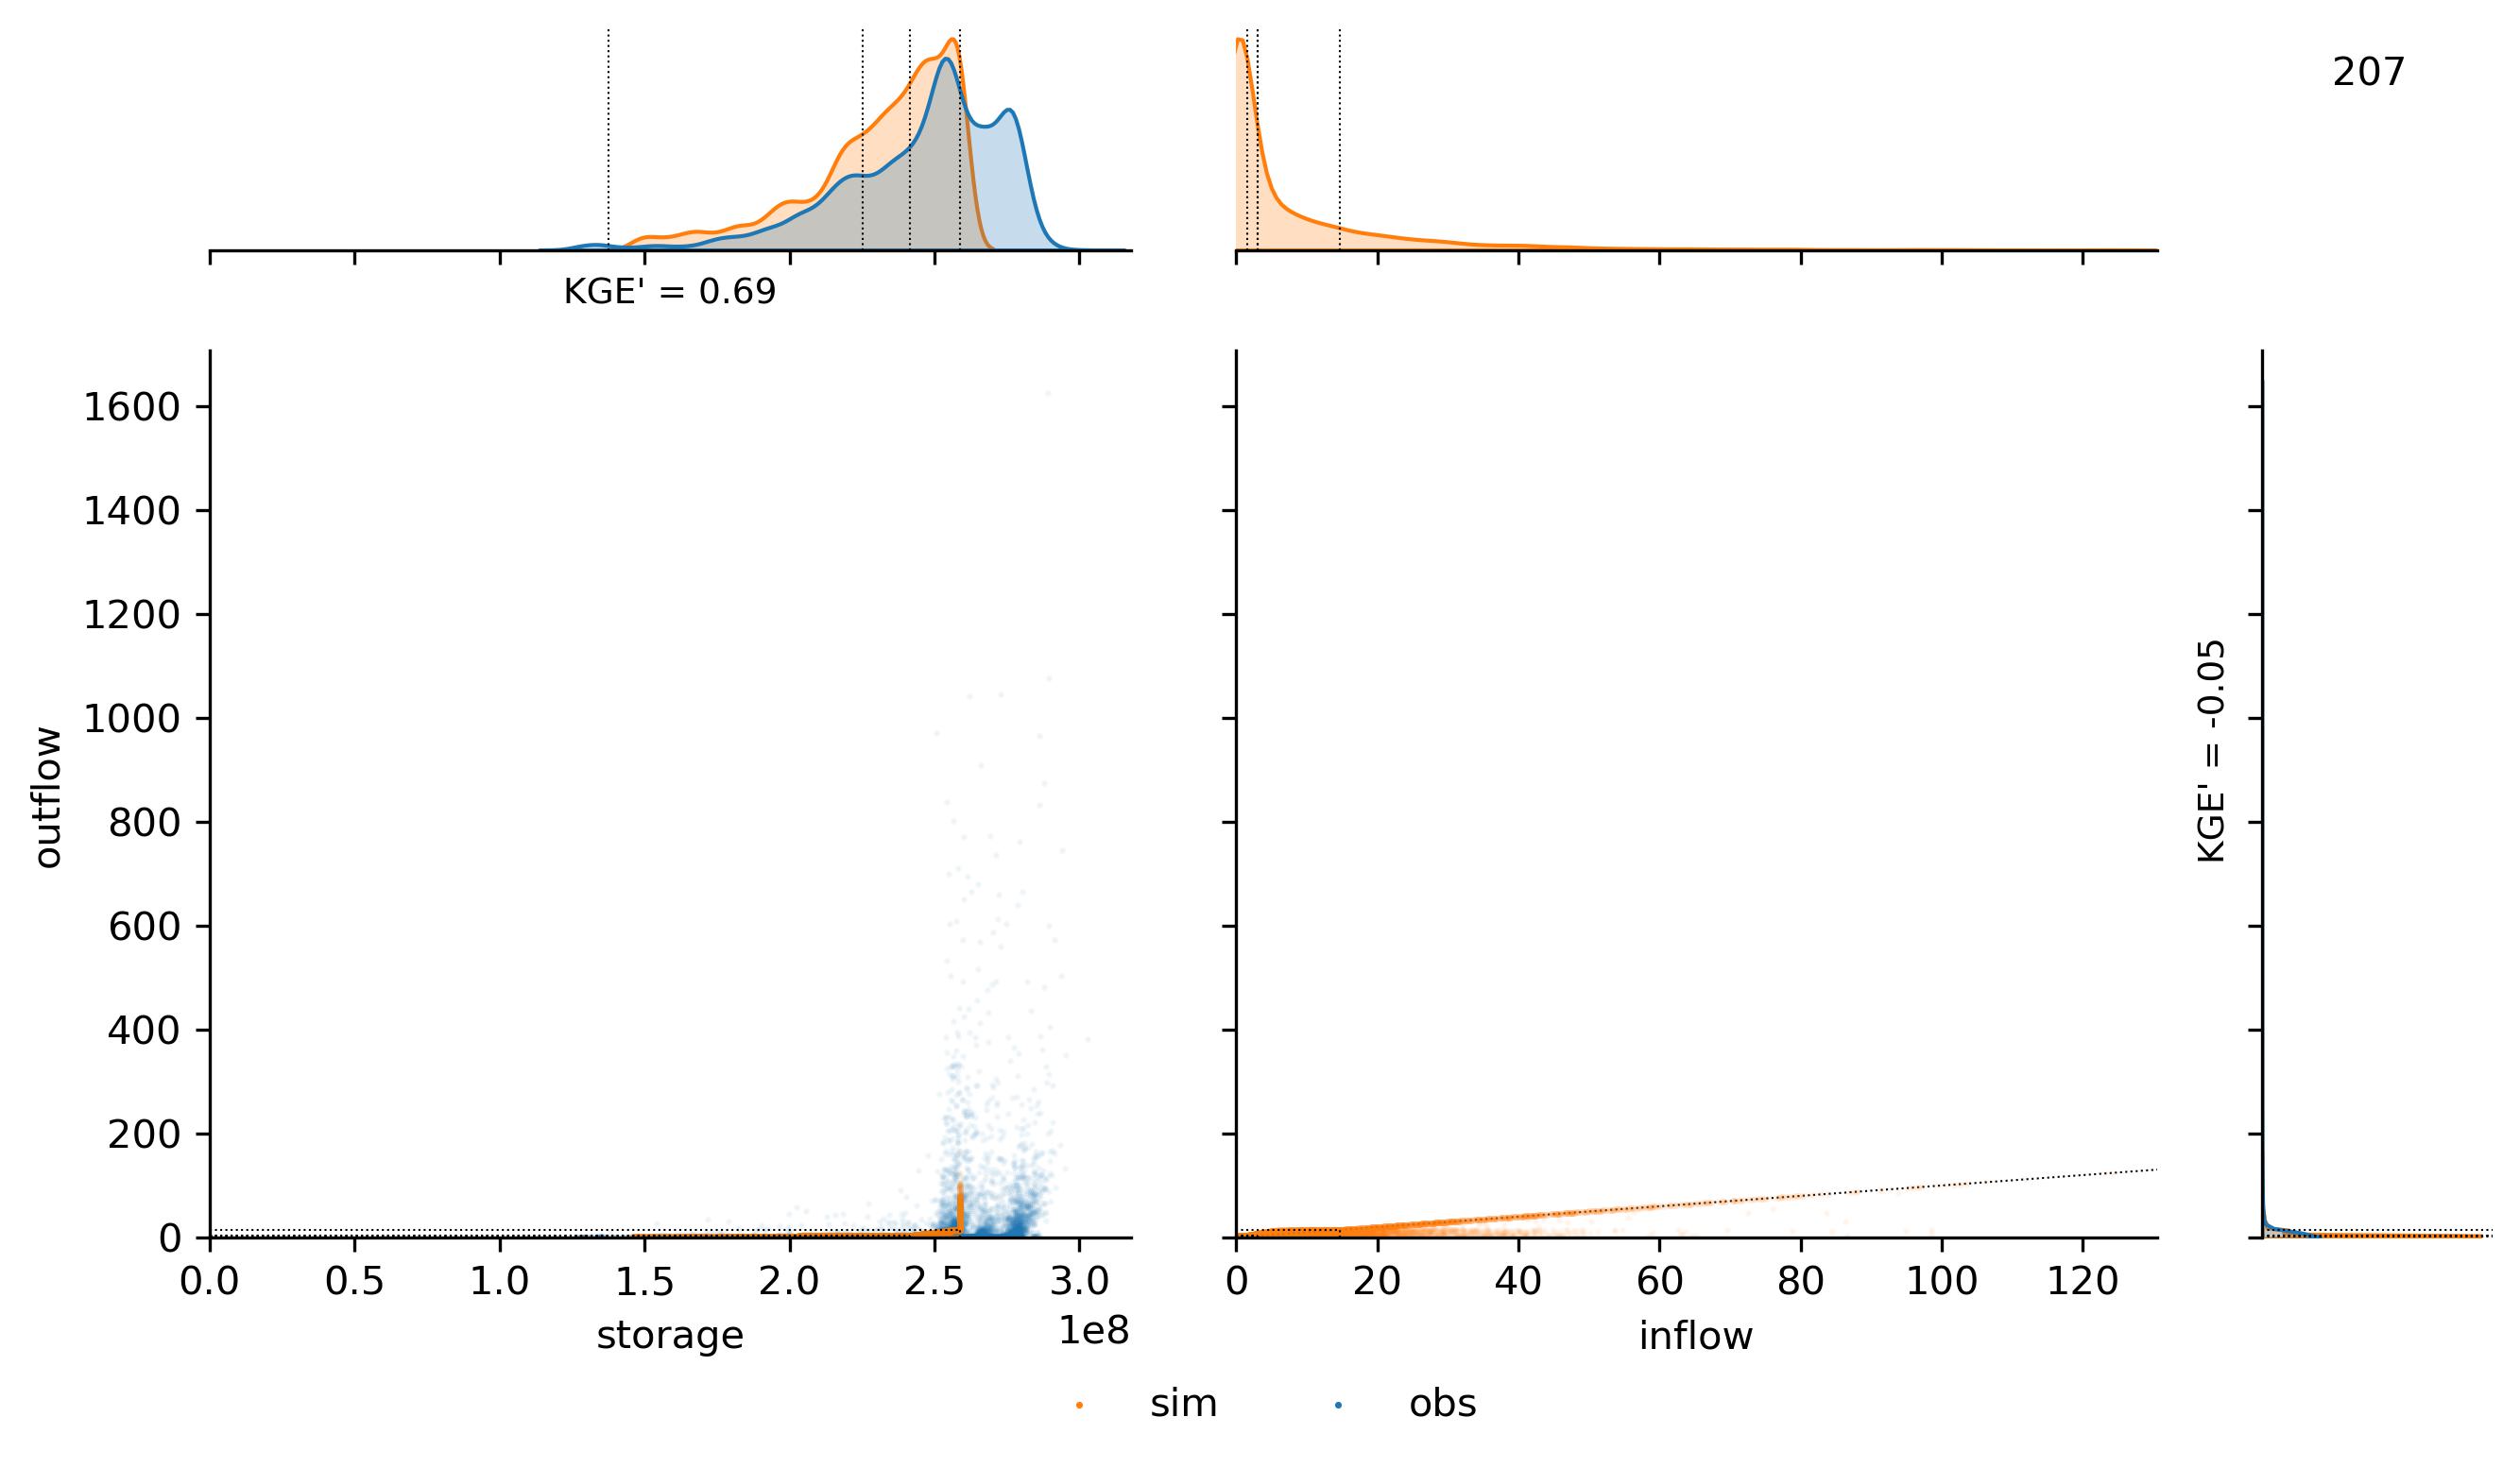 207
KGE' = 0.69
1600
1400
1200
1000
800
600
400
200
0
outflow
KGE' = -0.05
0.0 0.5 1.0 1.5 2.0 2.5 3.0
1e8
storage
0 20 40 60 80 100 120
inflow
sim obs